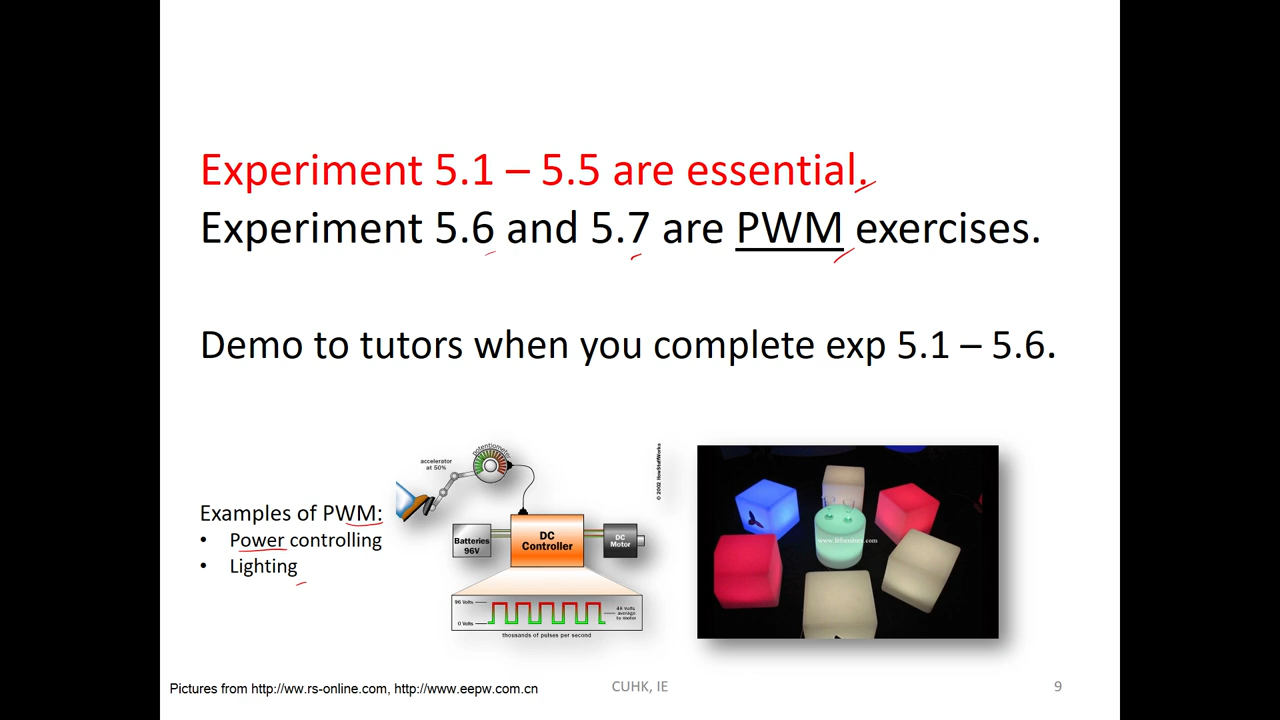 Experiment 5.1 – 5.5 are essential.
Experiment 5.6 and 5.7 are PWM exercises.
Demo to tutors when you complete exp 5.1 – 5.6.
Examples of PWM:
• Power controlling
• Lighting
potentiometer
accelerator
at 50%
© 2002 HowStuffWorks
Batteries
96V
DC
Controller
DC
Motor
96 Volts
0 Volts
48 volts
average
to motor
thousands of pulses per second
Pictures from http://ww.rs-online.com, http://www.eepw.com.cn
CUHK, IE
9